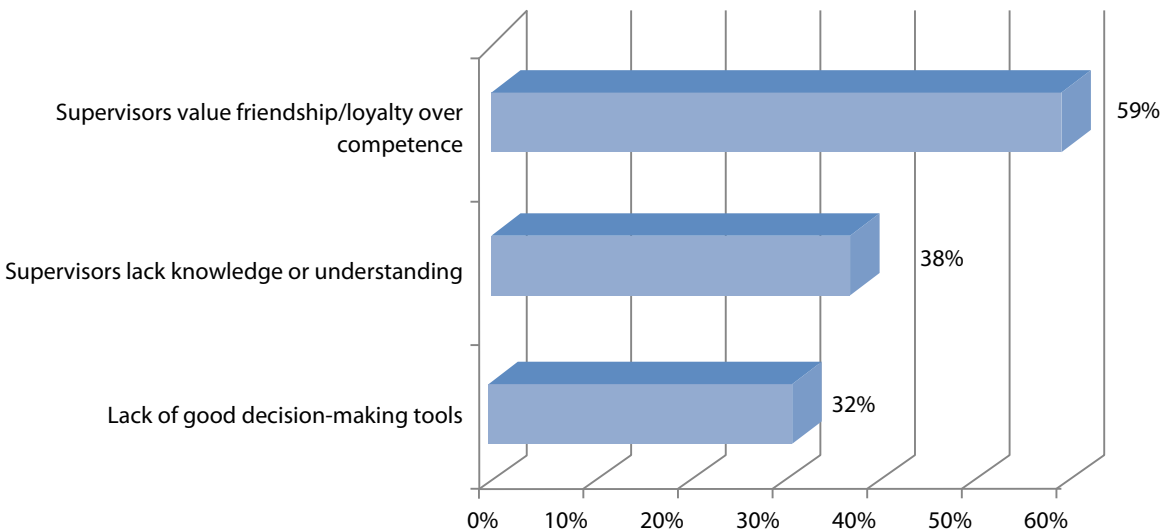 Supervisors value friendship/loyalty over
competence
59%
Supervisors lack knowledge or understanding
38%
Lack of good decision-making tools
32%
0% 10% 20% 30% 40% 50% 60%